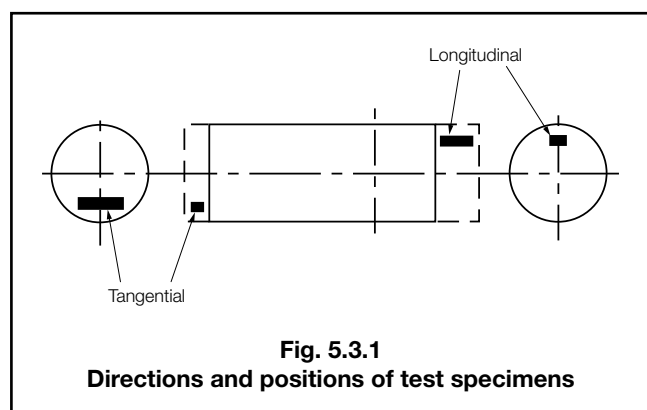 Longitudinal
Tangential
Fig. 5.3.1
Directions and positions of test specimens